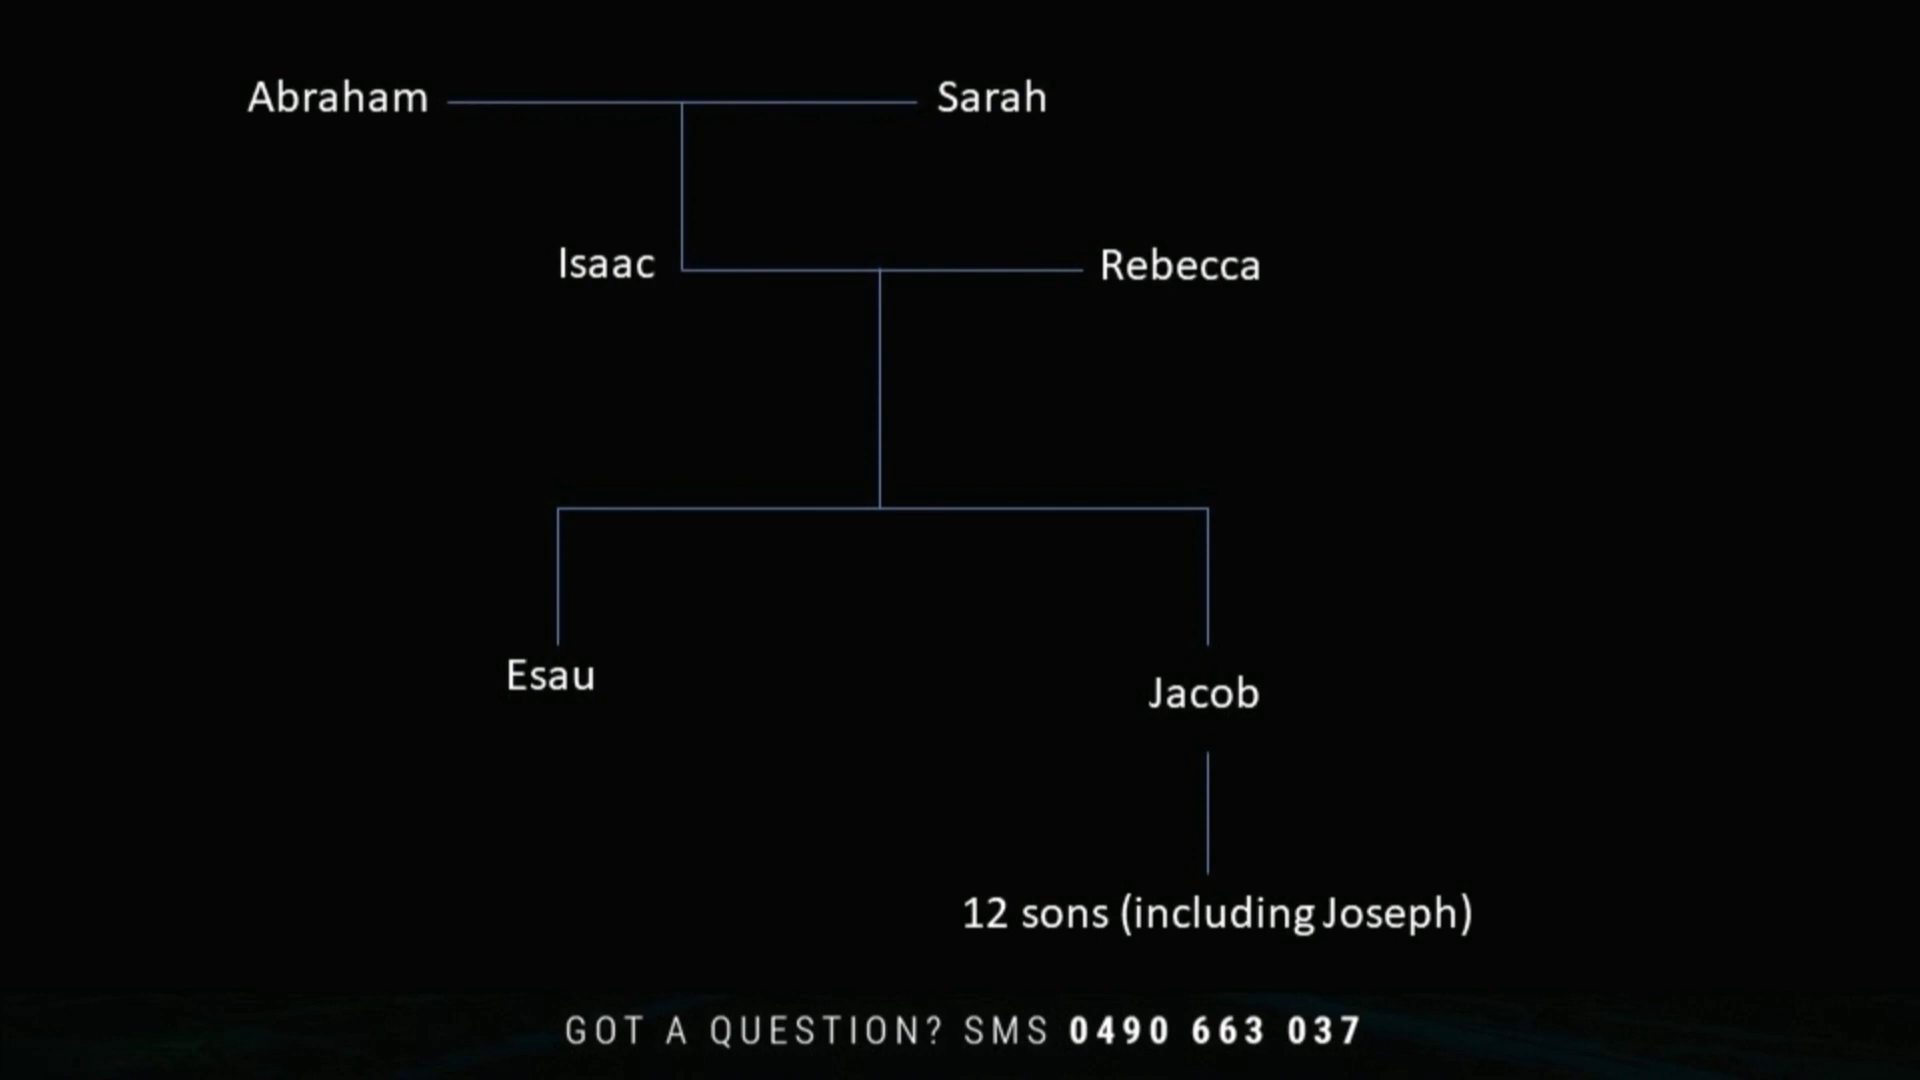 Abraham Sarah
Isaac Rebecca
Esau
Jacob
12 sons (including Joseph)
GOT A QUESTION? SMS 0490 663 037